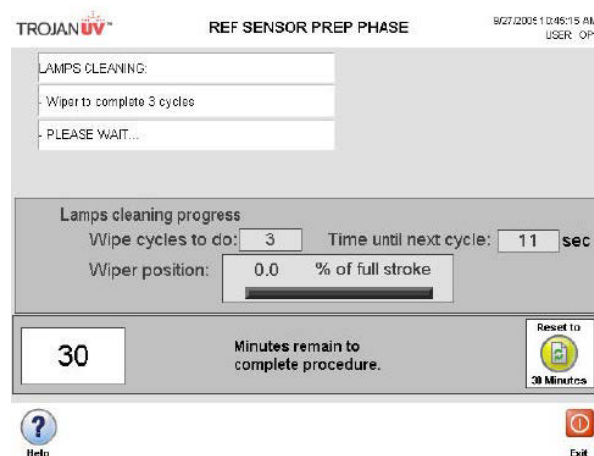 TROJANUV™
REF SENSOR PREP PHASE
9/27/2005 10:45:15 AM
USER OP
LAMPS CLEANING:
- Wiper to complete 3 cycles
- PLEASE WAIT...
Lamps cleaning progress
Wipe cycles to do: 3 Time until next cycle: 11 sec
Wiper position: 0.0 % of full stroke
30
Minutes remain to
complete procedure.
Reset to
30 Minutes
?
Help
Exit